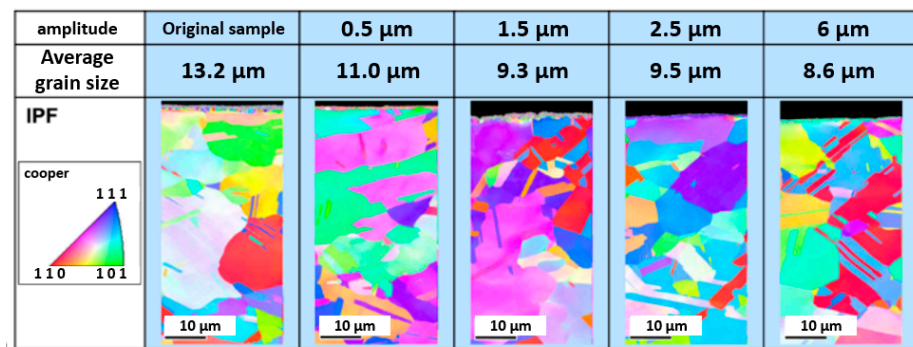 amplitude Original sample 0.5 μm 1.5 μm 2.5 μm 6 μm
Average grain size 13.2 μm 11.0 μm 9.3 μm 9.5 μm 8.6 μm
IPF
cooper
1 1 1
1 1 0 1 0 1
10 μm 10 μm 10 μm 10 μm 10 μm